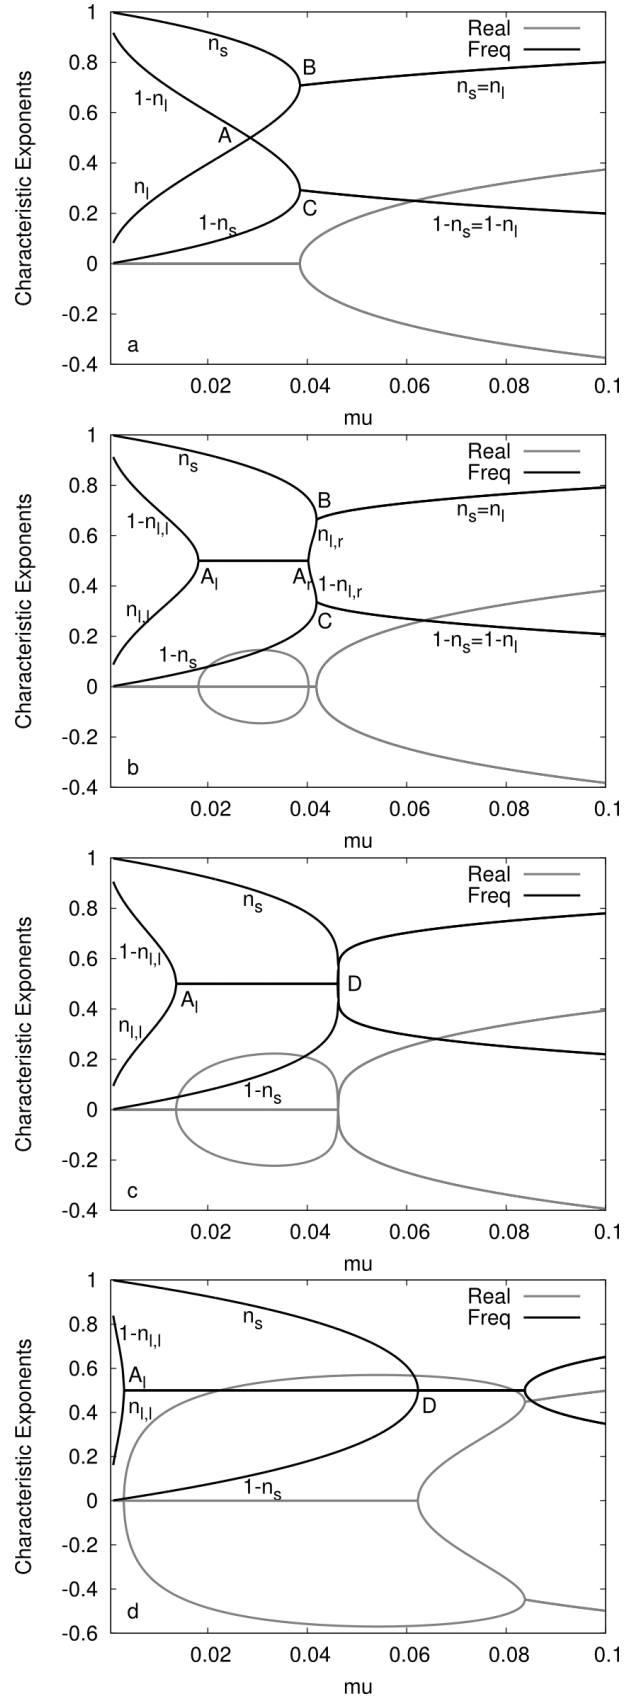 1
Real
Freq
n_s
B
0.8
n_s=n_l
1-n_l
0.6
A
0.4
n_l
C
0.2
1-n_s
1-n_s=1-n_l
0
-0.2
a
-0.4
0.02 0.04 0.06 0.08 0.1
mu
Characteristic Exponents
1
Real
Freq
n_s
B
0.8
n_s=n_l
1-n_l,l
n_l,r
0.6
A_l A_r
1-n_l,r
0.4
n_l,l
C
0.2
1-n_s
1-n_s=1-n_l
0
-0.2
b
-0.4
0.02 0.04 0.06 0.08 0.1
mu
Characteristic Exponents
1
Real
Freq
n_s
0.8
1-n_l,l
0.6
A_l D
0.4
n_l,l
0.2
1-n_s
0
-0.2
c
-0.4
0.02 0.04 0.06 0.08 0.1
mu
Characteristic Exponents
1
Real
Freq
n_s
0.8
1-n_l,l
0.6
A_l
D
n_l,l
0.4
0.2
1-n_s
0
-0.2
-0.4
d
-0.6
0.02 0.04 0.06 0.08 0.1
mu
Characteristic Exponents